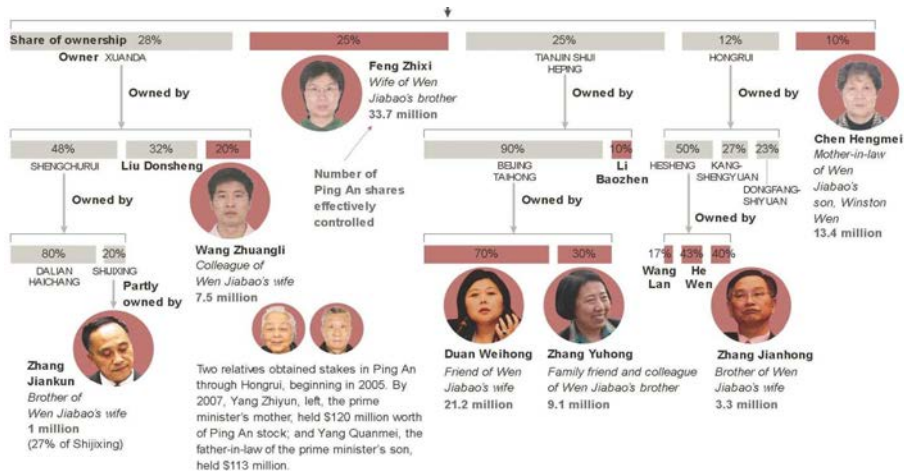 Share of ownership 28%
25%
25%
12%
10%
Owner XUANDA
TIANJIN SHUI
HEPING
HONGRUI
Feng Zhixi
Wife of Wen
Jiabao's brother
33.7 million
Owned by
Owned by
Owned by
Chen Hengmei
Mother-in-law
of Wen
Jiabao's
son, Winston
Wen
13.4 million
48%
32%
20%
SHENGCHURUI
Liu Donsheng
90%
10%
BEIJING
TAIHONG
Li
Baozhen
50%
27%
23%
HESHENG
KANG-
SHENGYUAN
DONGFANG-
SHIYUAN
Number of
Ping An shares
effectively
controlled
Owned by
Owned by
Owned by
Wang Zhuangli
Colleague of
Wen Jiabao's wife
7.5 million
80%
20%
DALIAN
HAICHANG
SHIJIXING
Partly
owned by
70%
30%
17%
43%
40%
Wang
Lan
He
Wen
Zhang
Jiankun
Brother of
Wen Jiabao's wife
1 million
(27% of Shijixing)
Two relatives obtained stakes in Ping An
through Hongrui, beginning in 2005. By
2007, Yang Zhiyun, left, the prime
minister's mother, held $120 million worth
of Ping An stock; and Yang Quanmei, the
father-in-law of the prime minister's son,
held $113 million.
Duan Weihong
Friend of Wen
Jiabao's wife
21.2 million
Zhang Yuhong
Family friend and colleague
of Wen Jiabao's brother
9.1 million
Zhang Jianhong
Brother of Wen
Jiabao's wife
3.3 million